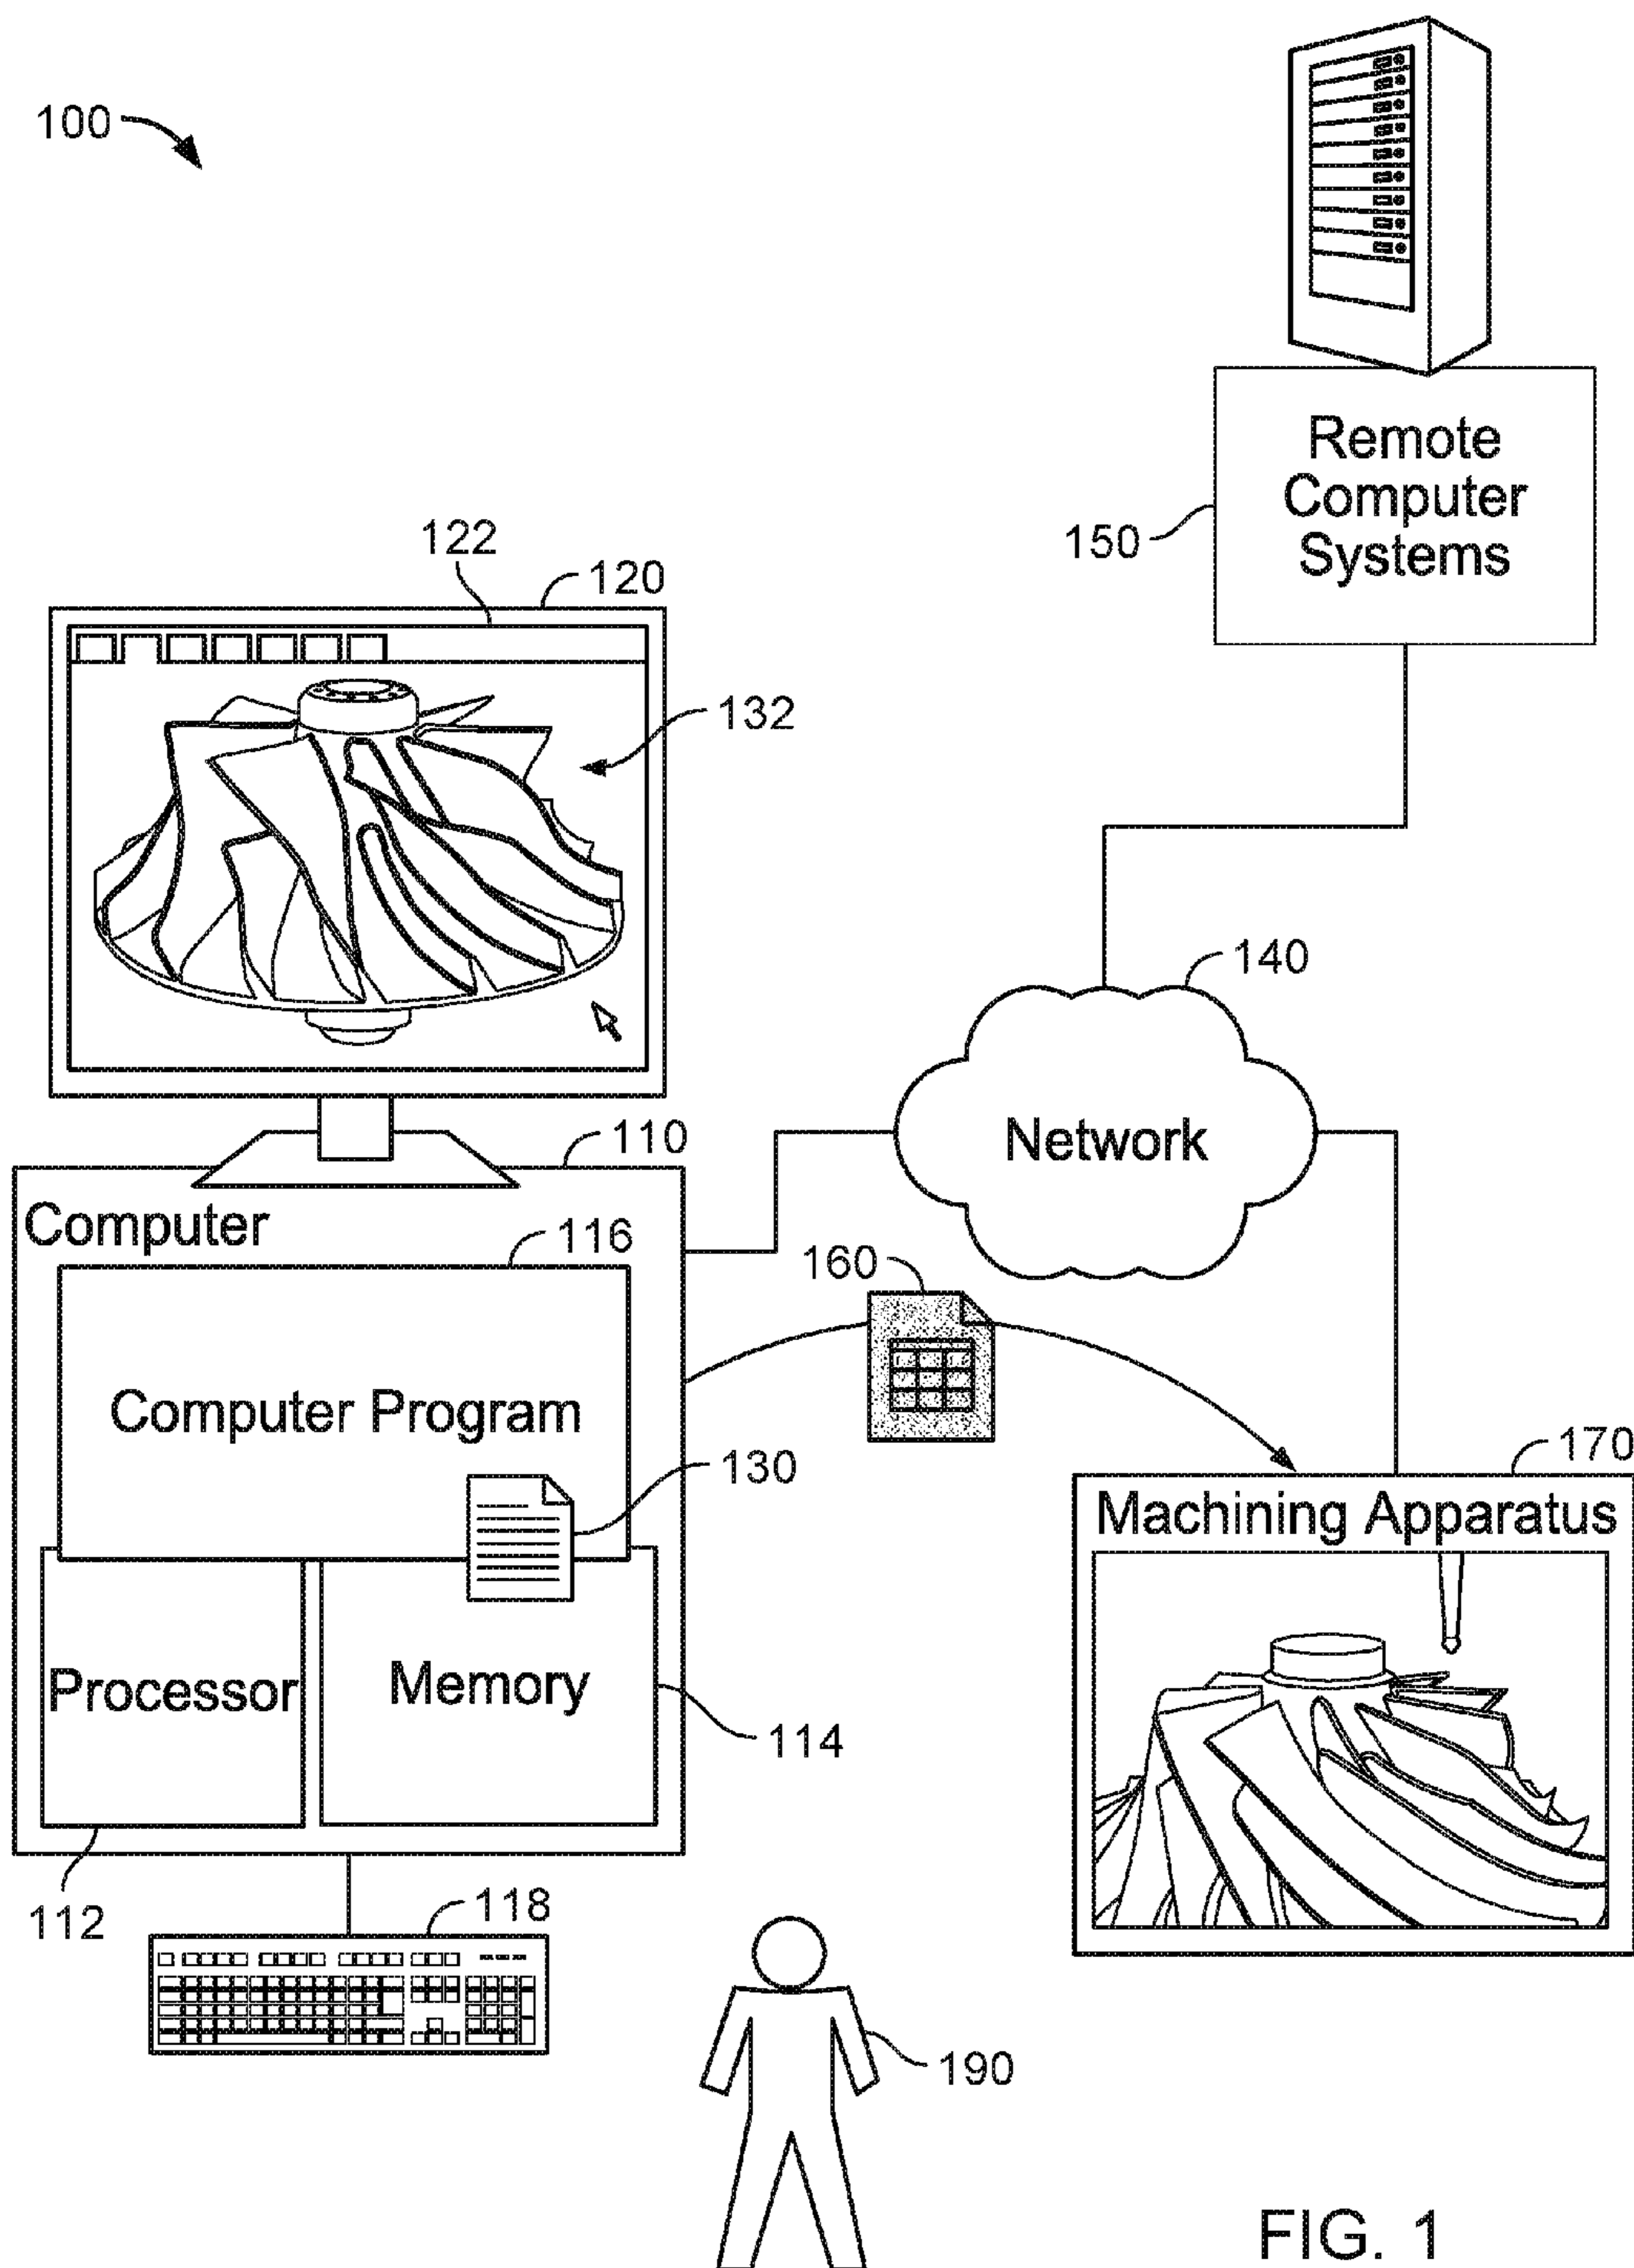 100
Remote
Computer
Systems
150
122
120
132
140
Network
110
Computer
116
160
Computer Program
130
170
Machining Apparatus
Processor
Memory
114
112
118
190
FIG. 1